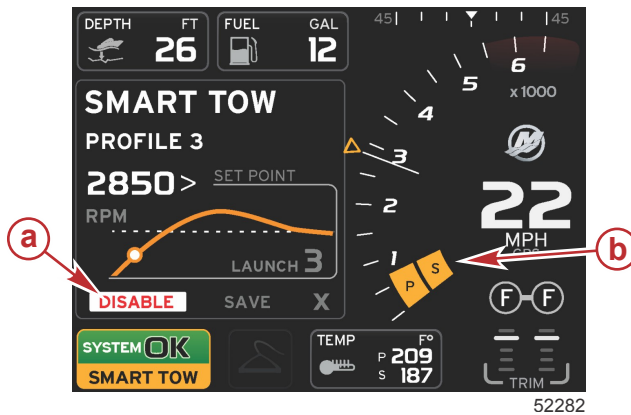 DEPTH FT
26
FUEL GAL
12
45 45
SMART TOW
PROFILE 3
2850> SET POINT
RPM
LAUNCH 3
DISABLE SAVE X
SYSTEM OK
SMART TOW
TEMP F°
P 209
S 187
6
5
4
3
2
1
x 1000
P S
22
MPH
F F
TRIM
a
b
52282